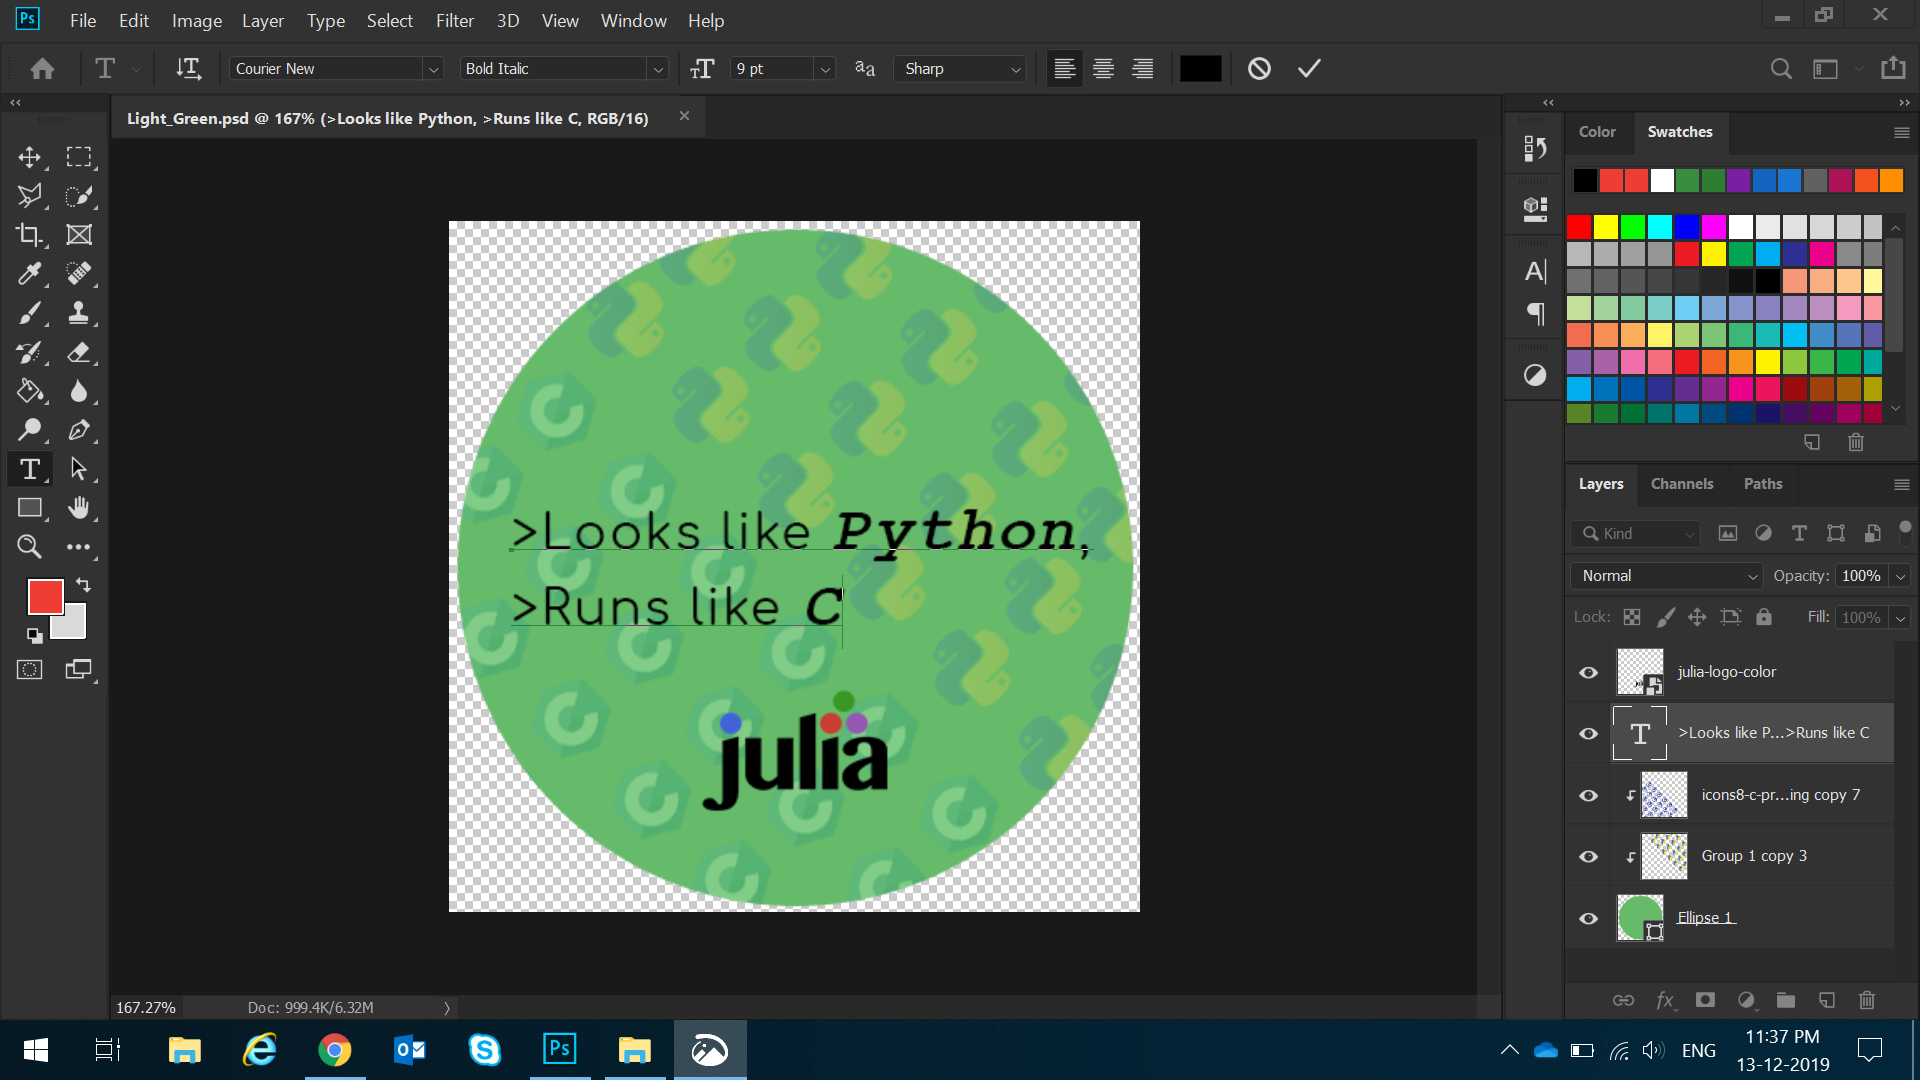 Ps File Edit Image Layer Type Select Filter 3D View Window Help
Courier New Bold Italic 9 pt aa Sharp
Light_Green.psd @ 167% (>Looks like Python, >Runs like C, RGB/16)
Color Swatches
>Looks like Python,
>Runs like C
julia
Layers Channels Paths
Kind
Normal Opacity: 100%
Lock: Fill: 100%
julia-logo-color
>Looks like P...>Runs like C
icons8-c-pr...ing copy 7
Group 1 copy 3
Ellipse 1
fx
167.27% Doc: 999.4K/6.32M
Ps ENG 11:37 PM
13-12-2019